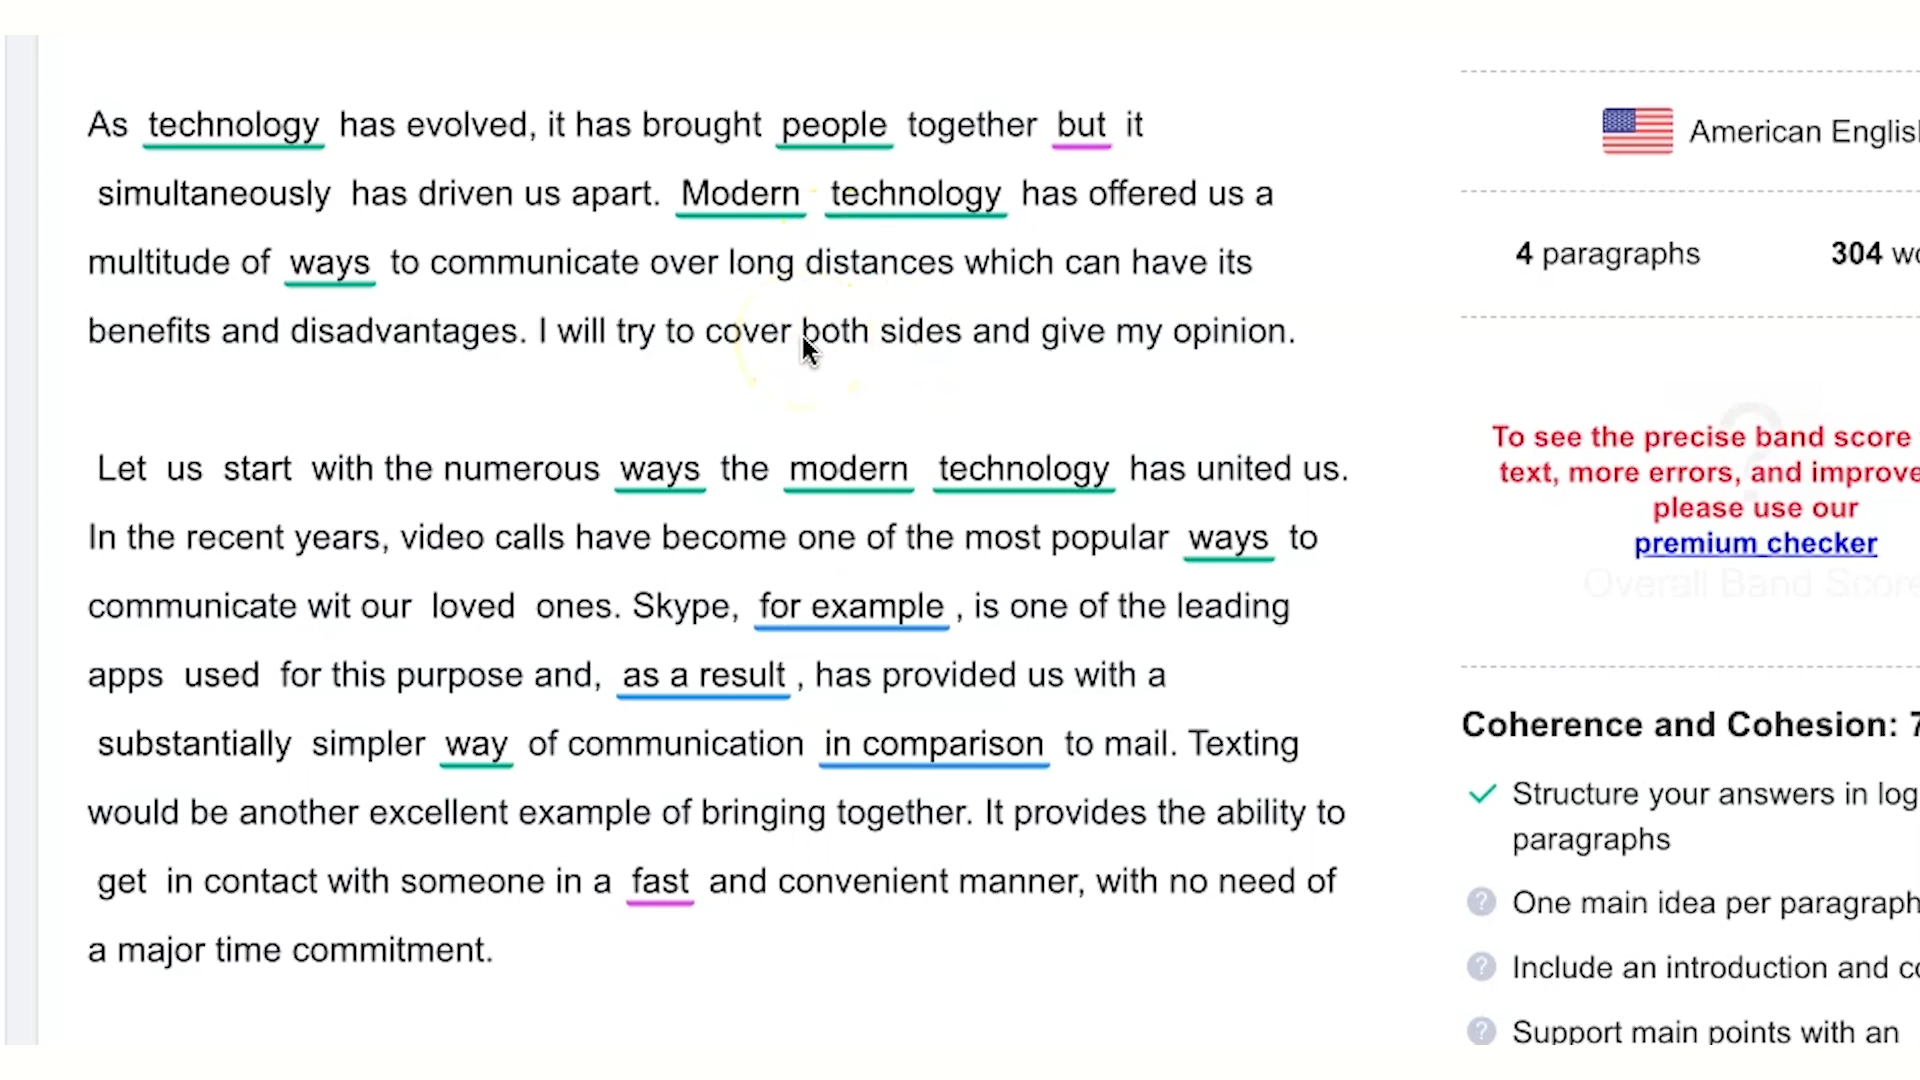 As technology has evolved, it has brought people together but it
simultaneously has driven us apart. Modern technology has offered us a
multitude of ways to communicate over long distances which can have its
benefits and disadvantages. I will try to cover both sides and give my opinion.
Let us start with the numerous ways the modern technology has united us.
In the recent years, video calls have become one of the most popular ways to
communicate wit our loved ones. Skype, for example , is one of the leading
apps used for this purpose and, as a result , has provided us with a
substantially simpler way of communication in comparison to mail. Texting
would be another excellent example of bringing together. It provides the ability to
get in contact with someone in a fast and convenient manner, with no need of
a major time commitment.
American English
4 paragraphs 304
To see the precise band score
text, more errors, and
please use our
premium checker
Overall Band Score
Coherence and Cohesion: 7
Structure your answers in
paragraphs
One main idea per paragraph
Include an introduction and
Support main points with an